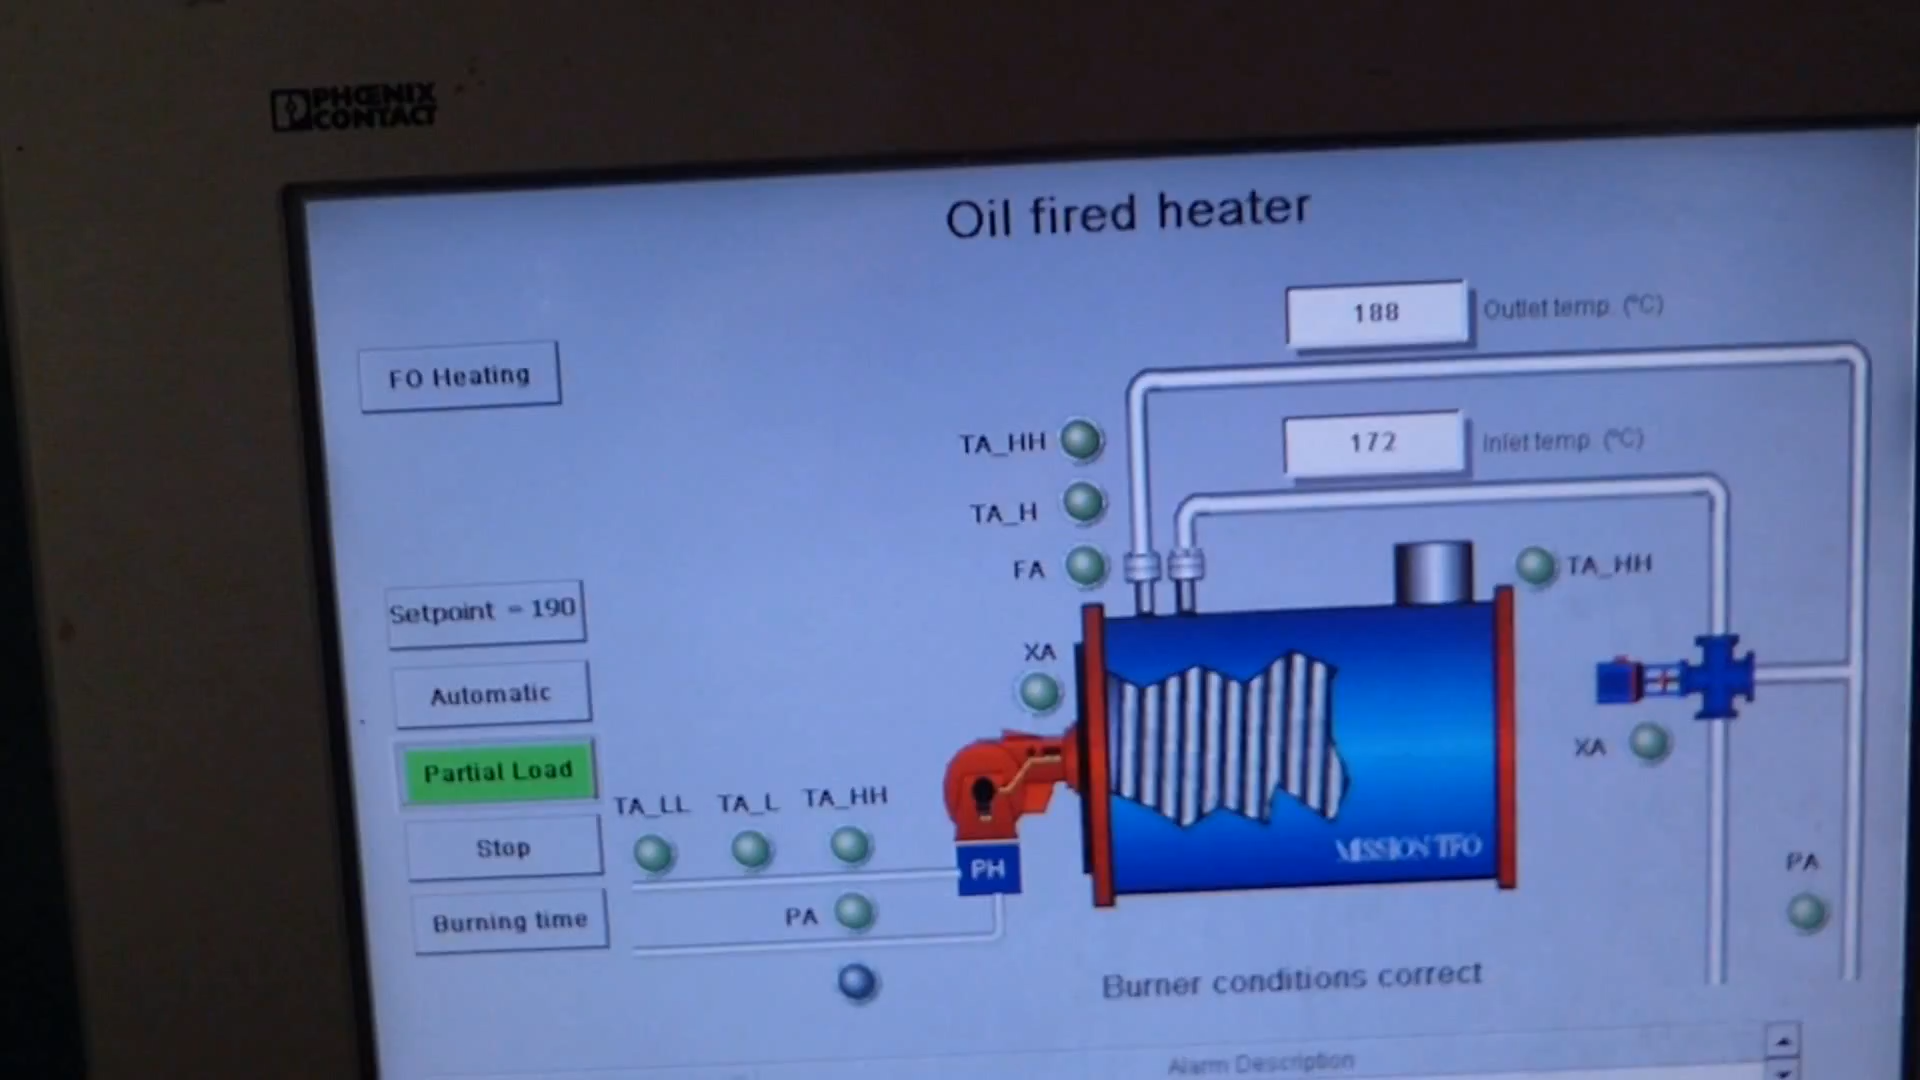 PHŒNIX
CONTACT
Oil fired heater
188
Outlet temp. (°C)
FO Heating
172
Inlet temp. (°C)
TA_HH
TA_H
FA
TA_HH
Setpoint = 190
XA
Automatic
XA
Partial Load
TA_LL
TA_L
TA_HH
Stop
MISSION TFO
PH
PA
Burning time
PA
Burner conditions correct
Alarm Description